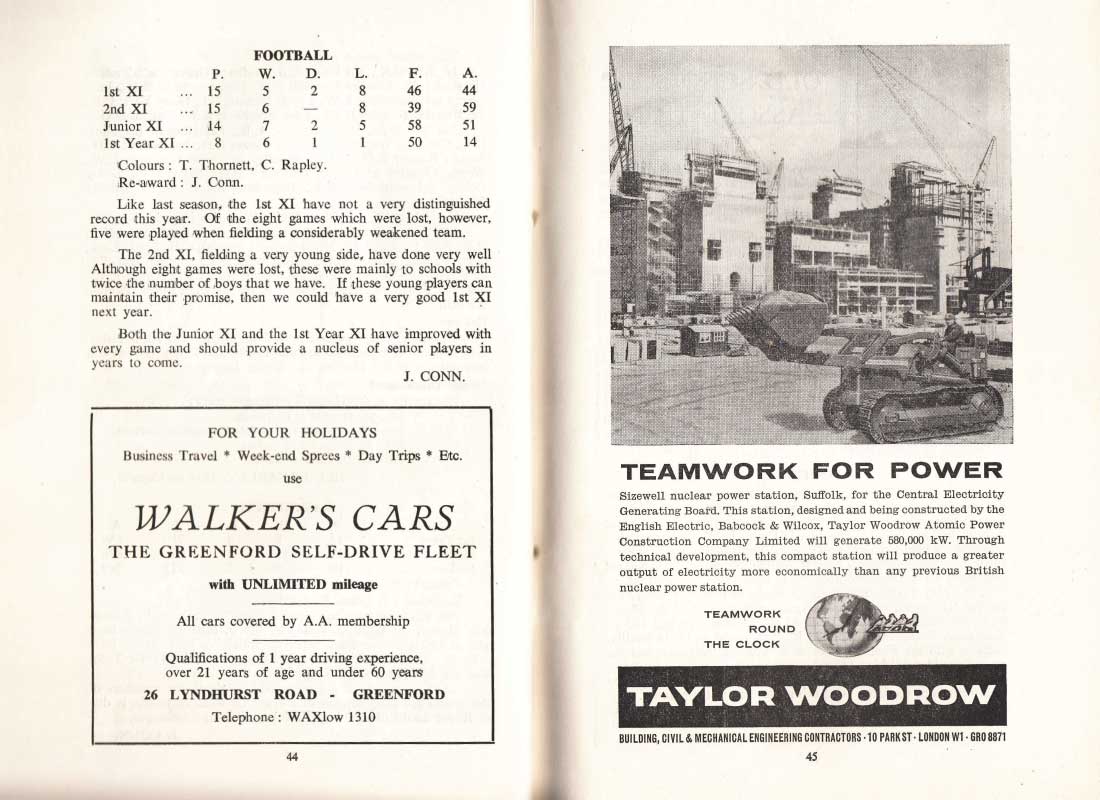 FOOTBALL
P. W. D. L. F. A.
1st XI ... 15 5 2 8 46 44
2nd XI ... 15 6 — 8 39 59
Junior XI ... 14 7 2 5 58 51
1st Year XI ... 8 6 1 1 50 14
Colours : T. Thornett, C. Rapley.
Re-award : J. Conn.
Like last season, the 1st XI have not a very distinguished
record this year. Of the eight games which were lost, however,
five were played when fielding a considerably weakened team.
The 2nd XI, fielding a very young side, have done very well
Although eight games were lost, these were mainly to schools with
twice the number of boys that we have. If these young players can
maintain their promise, then we could have a very good 1st XI
next year.
Both the Junior XI and the 1st Year XI have improved with
every game and should provide a nucleus of senior players in
years to come.
J. CONN.
FOR YOUR HOLIDAYS
Business Travel * Week-end Sprees * Day Trips * Etc.
use
WALKER'S CARS
THE GREENFORD SELF-DRIVE FLEET
with UNLIMITED mileage
All cars covered by A.A. membership
Qualifications of 1 year driving experience,
over 21 years of age and under 60 years
26 LYNDHURST ROAD - GREENFORD
Telephone : WAXlow 1310
44
TEAMWORK FOR POWER
Sizewell nuclear power station, Suffolk, for the Central Electricity
Generating Board. This station, designed and being constructed by the
English Electric, Babcock & Wilcox, Taylor Woodrow Atomic Power
Construction Company Limited will generate 580,000 kW. Through
technical development, this compact station will produce a greater
output of electricity more economically than any previous British
nuclear power station.
TEAMWORK
ROUND
THE CLOCK
TAYLOR WOODROW
BUILDING, CIVIL & MECHANICAL ENGINEERING CONTRACTORS · 10 PARK ST · LONDON W1 · GRO 8871
45